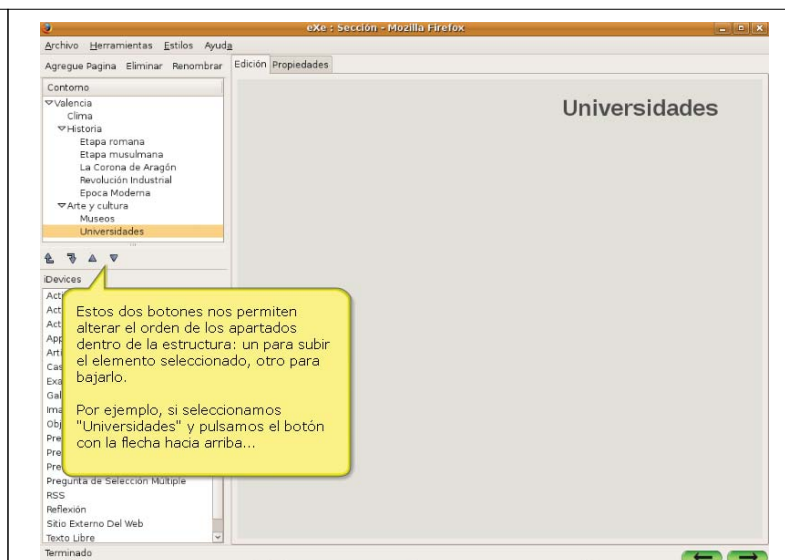 eXe : Sección - Mozilla Firefox
Archivo Herramientas Estilos Ayuda
Agregue Pagina Eliminar Renombrar
Edición Propiedades
Contorno
Valencia
Clima
Historia
Etapa romana
Etapa musulmana
La Corona de Aragón
Revolución Industrial
Epoca Moderna
Arte y cultura
Museos
Universidades
Universidades
iDevices
Estos dos botones nos permiten
alterar el orden de los apartados
dentro de la estructura: un para subir
el elemento seleccionado, otro para
bajarlo.
Por ejemplo, si seleccionamos
"Universidades" y pulsamos el botón
con la flecha hacia arriba...
Pregunta de Selección Múltiple
RSS
Reflexión
Sitio Externo Del Web
Texto Libre
Terminado